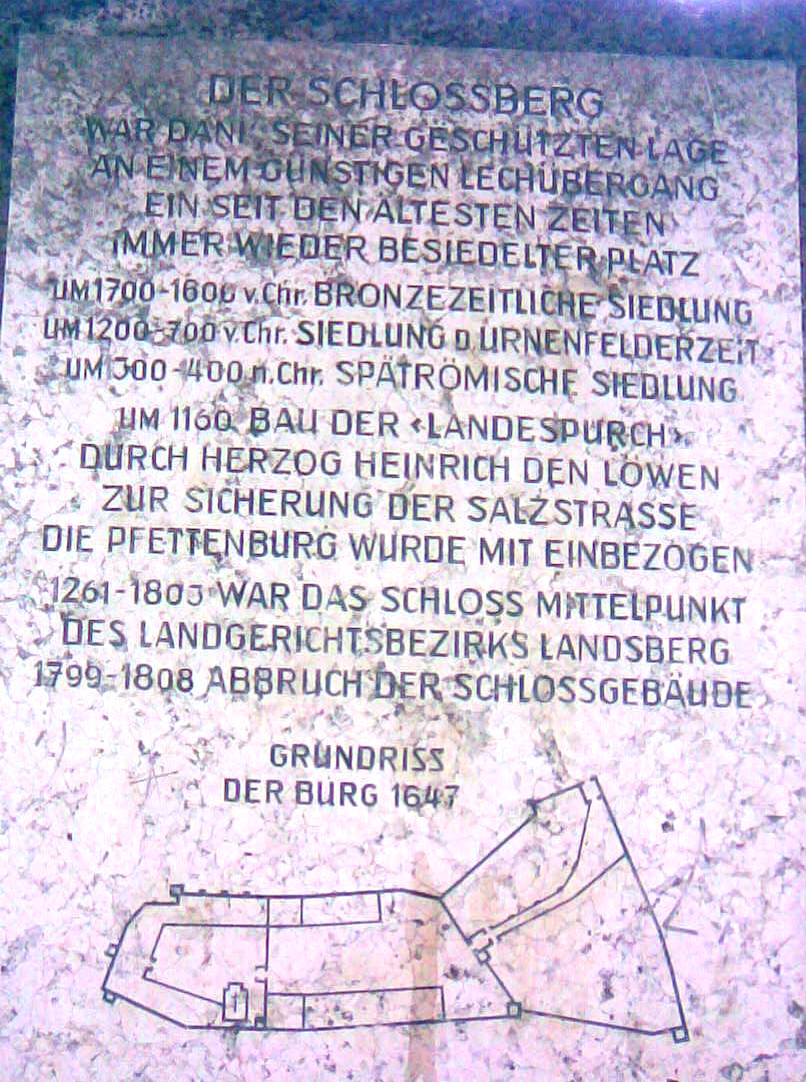 DER SCHLOSSBERG
WAR DANK SEINER GESCHÜTZTEN LAGE
AN EINEM GÜNSTIGEN LECHÜBERGANG
EIN SEIT DEN ÄLTESTEN ZEITEN
IMMER WIEDER BESIEDELTER PLATZ
UM 1700-1600 v.Chr. BRONZEZEITLICHE SIEDLUNG
UM 1200-700 v.Chr. SIEDLUNG D. URNENFELDERZEIT
UM 300-400 n.Chr. SPÄTRÖMISCHE SIEDLUNG
UM 1160 BAU DER «LANDESPURCH»
DURCH HERZOG HEINRICH DEN LÖWEN
ZUR SICHERUNG DER SALZSTRASSE
DIE PFETTENBURG WURDE MIT EINBEZOGEN
1261-1803 WAR DAS SCHLOSS MITTELPUNKT
DES LANDGERICHTSBEZIRKS LANDSBERG
1799-1808 ABBRUCH DER SCHLOSSGEBÄUDE
GRUNDRISS
DER BURG 1647